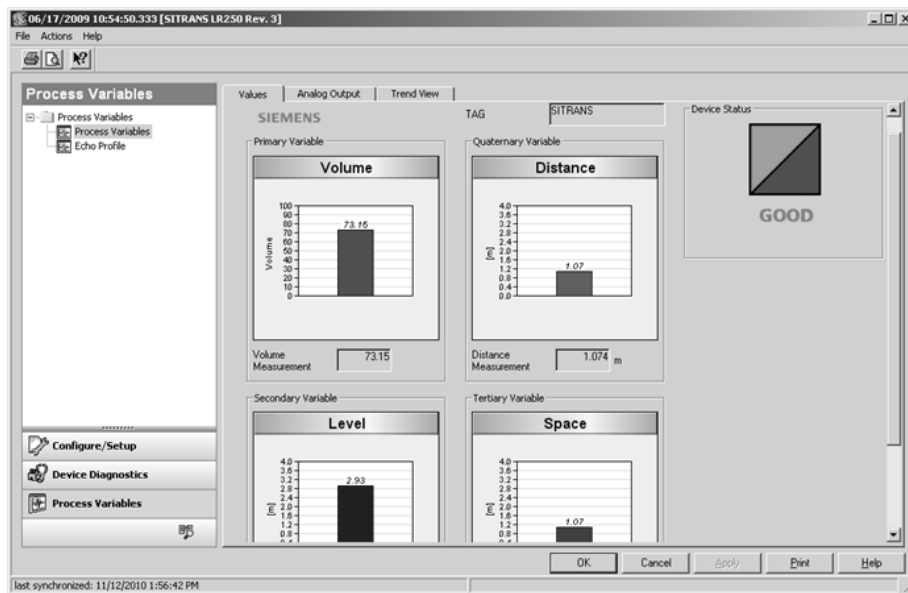 06/17/2009 10:54:50.333 [SITRANS LR250 Rev. 3]
File Actions Help
Process Variables
Process Variables
Process Variables
Echo Profile
Configure/Setup
Device Diagnostics
Process Variables
Values Analog Output Trend View
SIEMENS
TAG SITRANS
Primary Variable
Volume
100
90
80
70
60
50
40
30
20
10
0
Volume
73.15
Volume
Measurement 73.15
Quaternary Variable
Distance
4.0
3.6
3.2
2.8
2.4
2.0
1.6
1.2
0.8
0.4
0.0
[m]
1.07
Distance
Measurement 1.074 m
Secondary Variable
Level
4.0
3.6
3.2
2.8
2.4
2.0
1.6
1.2
0.8
[m]
2.93
Tertiary Variable
Space
4.0
3.6
3.2
2.8
2.4
2.0
1.6
1.2
0.8
[m]
1.07
Device Status
GOOD
OK Cancel Apply Print Help
last synchronized: 11/12/2010 1:56:42 PM